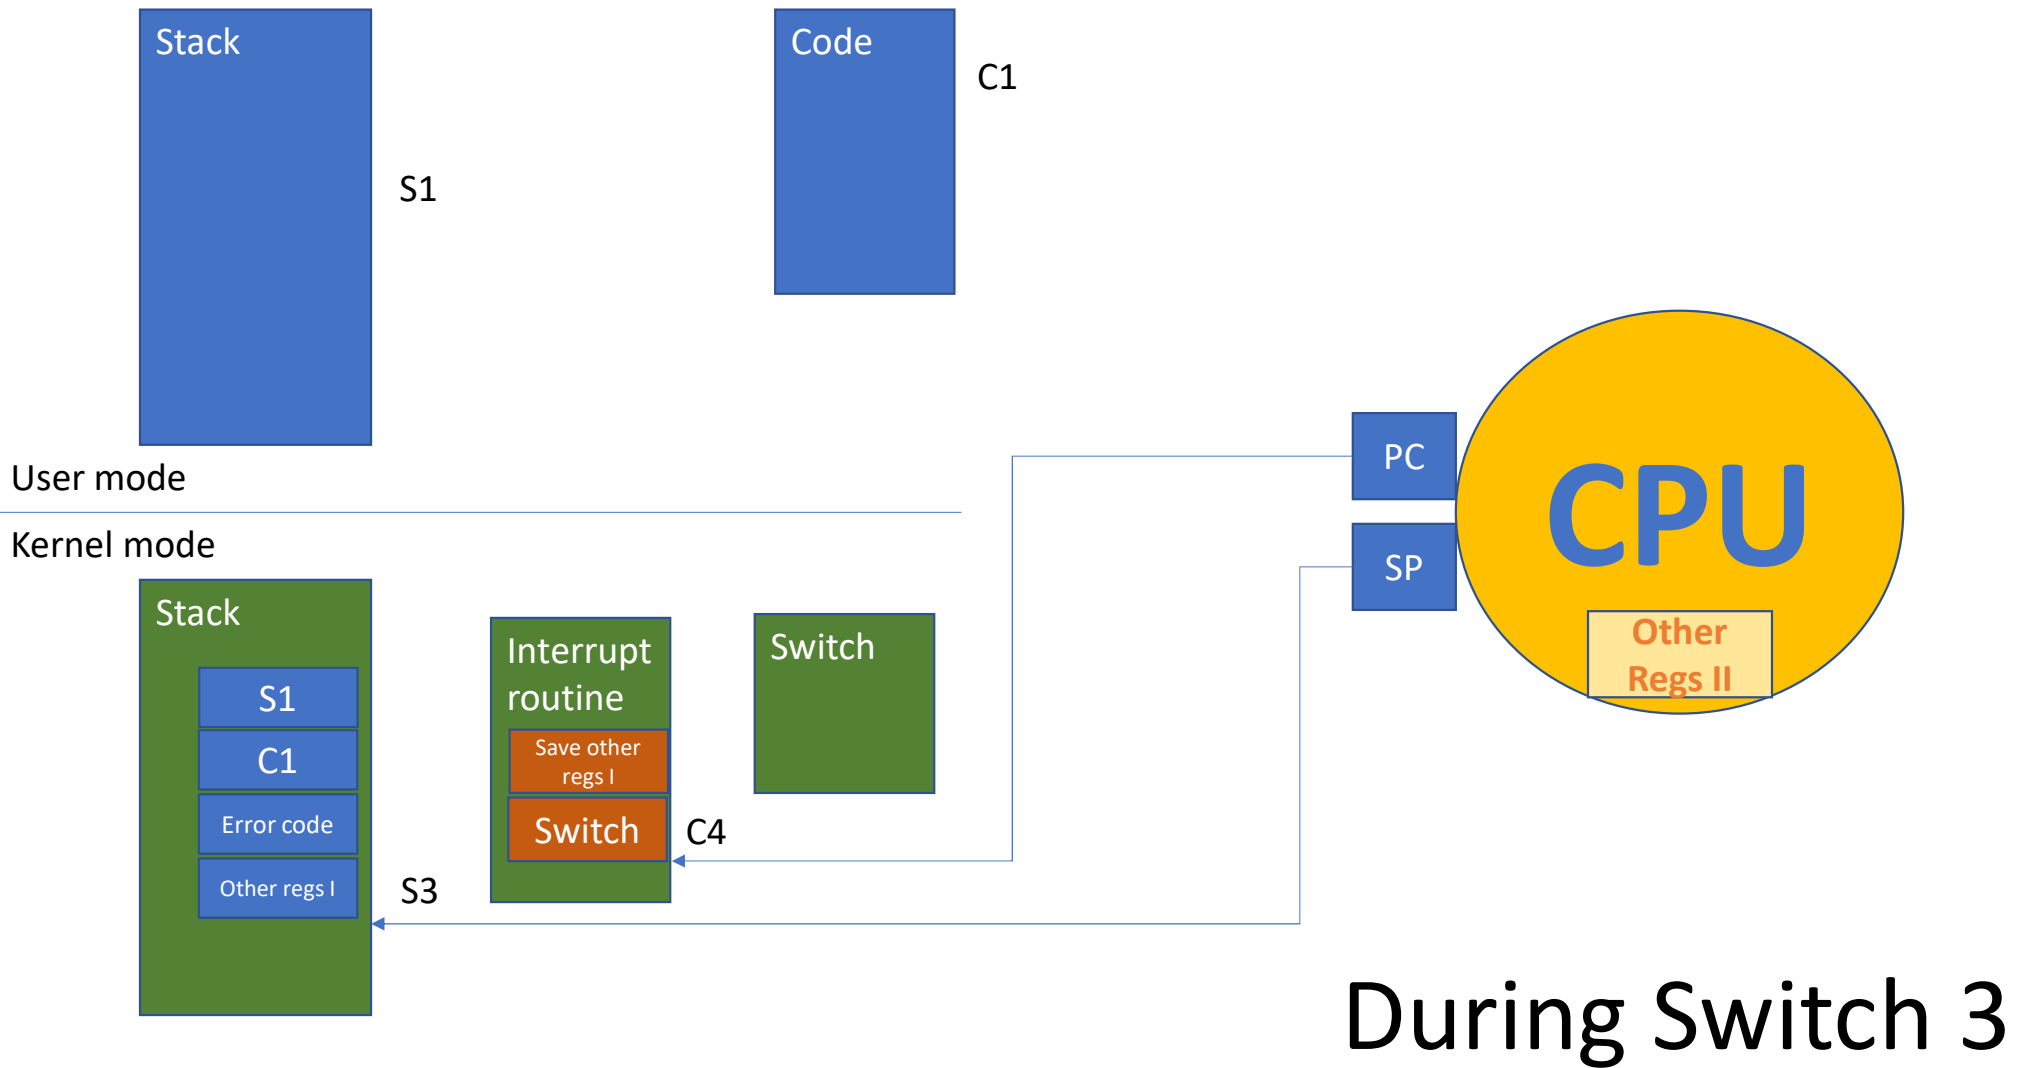 Stack
Code
C1
S1
User mode
Kernel mode
PC
SP
CPU
Other
Regs II
Stack
S1
C1
Error code
Other regs I
S3
Interrupt
routine
Save other
regs I
Switch
C4
Switch
During Switch 3